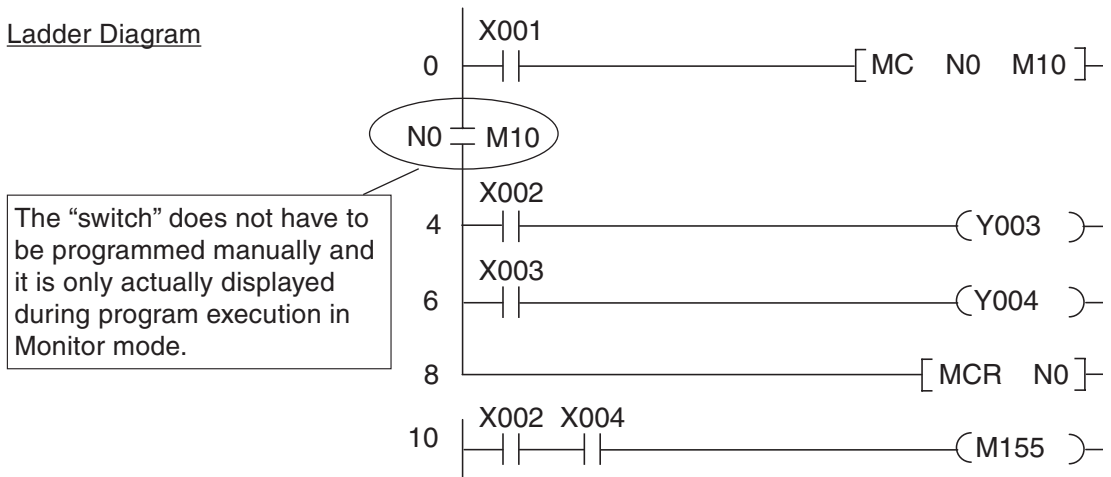 Ladder Diagram
X001
0 [ MC N0 M10 ]
N0 M10
The “switch” does not have to
be programmed manually and
it is only actually displayed
during program execution in
Monitor mode.
X002
4 ( Y003 )
X003
6 ( Y004 )
8 [ MCR N0 ]
X002 X004
10 ( M155 )